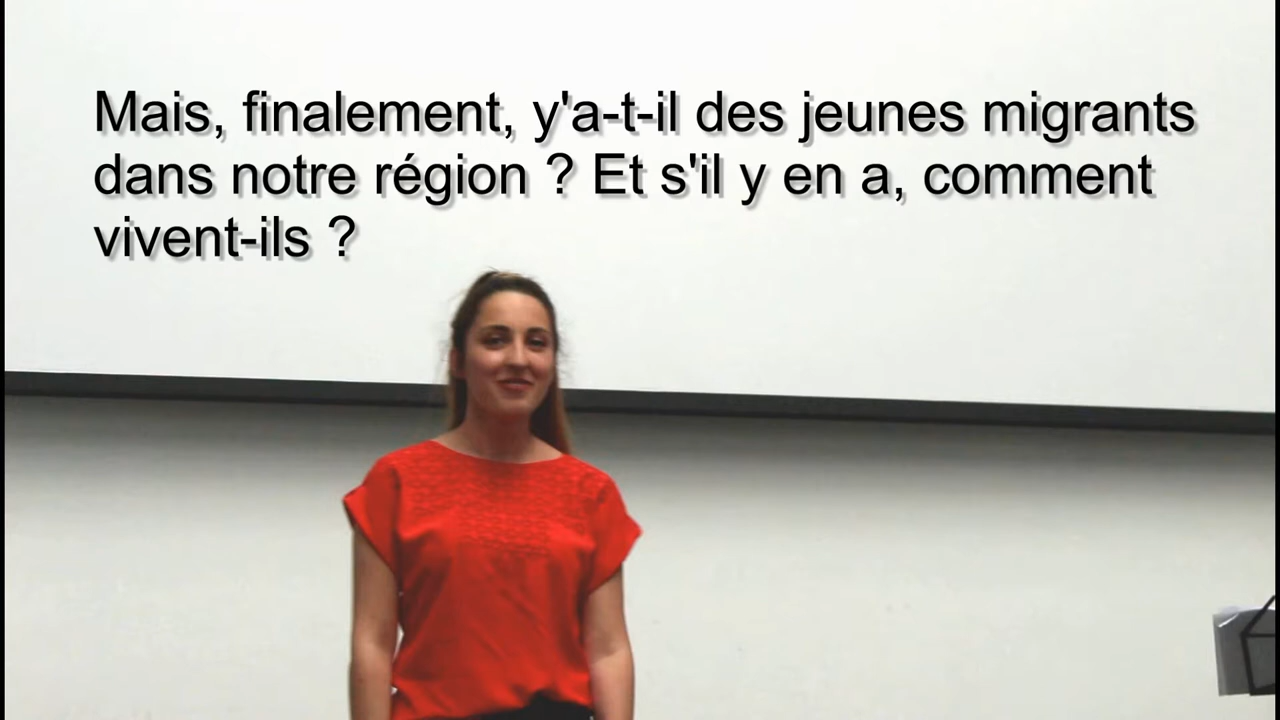 Mais, finalement, y'a-t-il des jeunes migrants
dans notre région ? Et s'il y en a, comment
vivent-ils ?